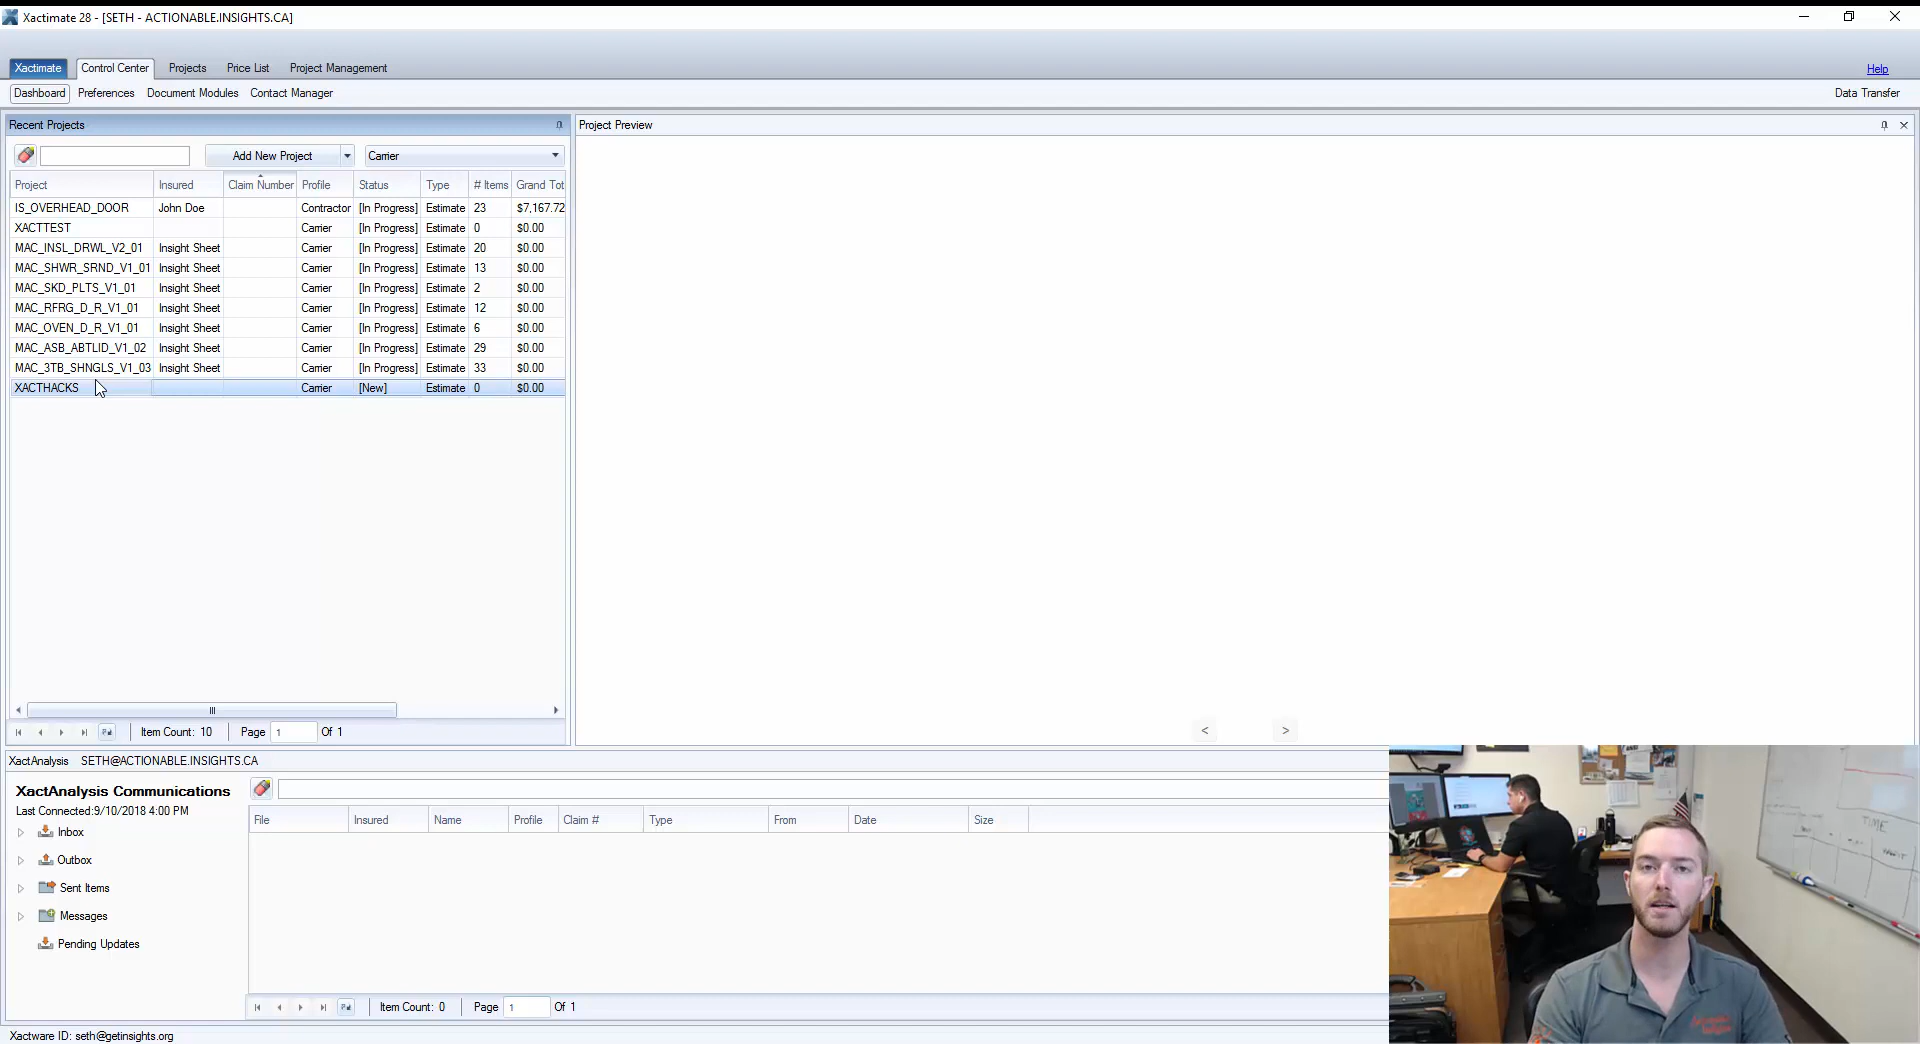 Xactimate 28 - [SETH - ACTIONABLE.INSIGHTS.CA]
Xactimate Control Center Projects Price List Project Management Help
Dashboard Preferences Document Modules Contact Manager Data Transfer
Recent Projects Project Preview
Add New Project Carrier
Project Insured Claim Number Profile Status Type # Items Grand Tot
IS_OVERHEAD_DOOR John Doe Contractor [In Progress] Estimate 23 $7,167.72
XACTTEST Carrier [In Progress] Estimate 0 $0.00
MAC_INSL_DRWL_V2_01 Insight Sheet Carrier [In Progress] Estimate 20 $0.00
MAC_SHWR_SRND_V1_01 Insight Sheet Carrier [In Progress] Estimate 13 $0.00
MAC_SKD_PLTS_V1_01 Insight Sheet Carrier [In Progress] Estimate 2 $0.00
MAC_RFRG_D_R_V1_01 Insight Sheet Carrier [In Progress] Estimate 12 $0.00
MAC_OVEN_D_R_V1_01 Insight Sheet Carrier [In Progress] Estimate 6 $0.00
MAC_ASB_ABTLID_V1_02 Insight Sheet Carrier [In Progress] Estimate 29 $0.00
MAC_3TB_SHNGLS_V1_03 Insight Sheet Carrier [In Progress] Estimate 33 $0.00
XACTHACKS Carrier [New] Estimate 0 $0.00
< >
Item Count: 10 Page 1 Of 1
XactAnalysis SETH@ACTIONABLE.INSIGHTS.CA
XactAnalysis Communications
Last Connected:9/10/2018 4:00 PM
File Insured Name Profile Claim # Type From Date Size
Inbox
Outbox
Sent Items
Messages
Pending Updates
Item Count: 0 Page 1 Of 1
Xactware ID: seth@getinsights.org